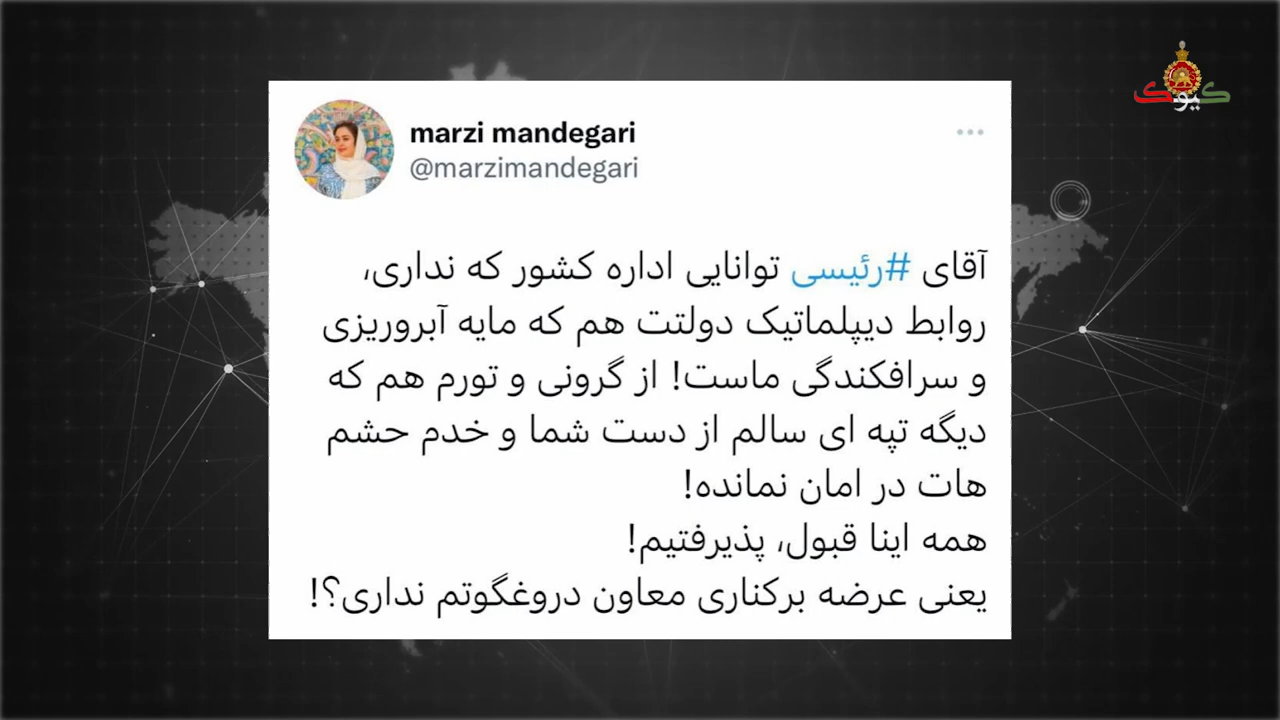 کیوک
marzi mandegari
@marzimandegari
آقای #رئیسی توانایی اداره کشور که نداری،
روابط دیپلماتیک دولتت هم که مایه آبروریزی
و سرافکندگی ماست! از گرونی و تورم هم که
دیگه تپه ای سالم از دست شما و خدم حشم
هات در امان نمانده!
همه اینا قبول، پذیرفتیم!
یعنی عرضه برکناری معاون دروغگوتم نداری؟!